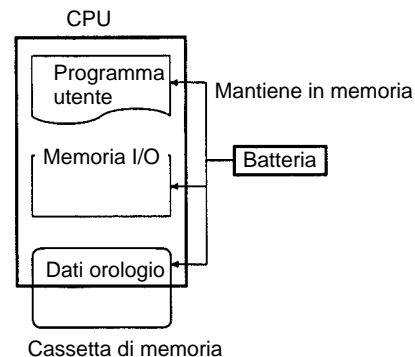 CPU
Programma
utente
Mantiene in memoria
Memoria I/O
Batteria
Dati orologio
Cassetta di memoria